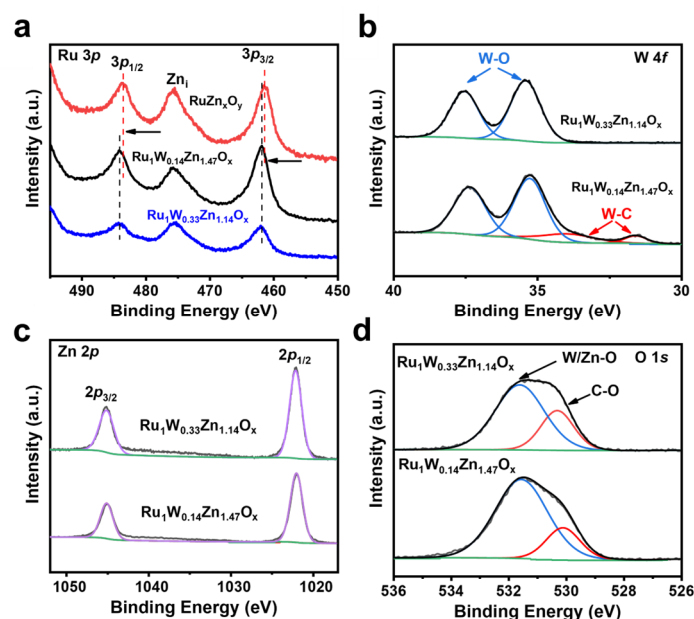 a
Ru 3p
3p1/2
Zni
3p3/2
RuZnxOy
Ru1W0.14Zn1.47Ox
Ru1W0.33Zn1.14Ox
Intensity (a.u.)
490 480 470 460 450
Binding Energy (eV)
b
W 4f
W-O
Ru1W0.33Zn1.14Ox
Ru1W0.14Zn1.47Ox
W-C
Intensity (a.u.)
40 35 30
Binding Energy (eV)
c
Zn 2p
2p1/2
2p3/2
Ru1W0.33Zn1.14Ox
Ru1W0.14Zn1.47Ox
Intensity (a.u.)
1050 1040 1030 1020
Binding Energy (eV)
d
Ru1W0.33Zn1.14Ox
W/Zn-O
O 1s
C-O
Ru1W0.14Zn1.47Ox
Intensity (a.u.)
536 534 532 530 528 526
Binding Energy (eV)